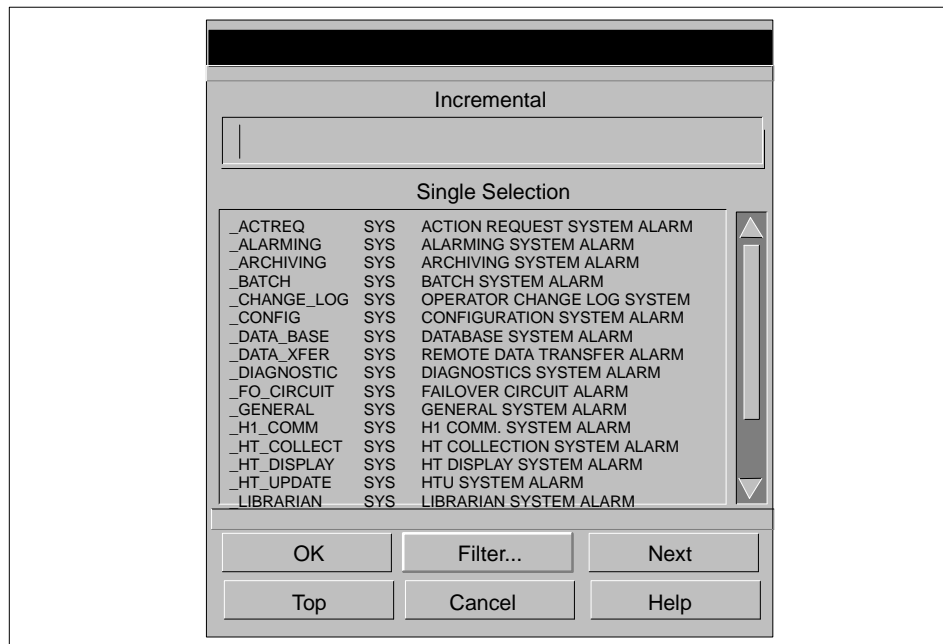 Incremental
Single Selection
_ACTREQ SYS ACTION REQUEST SYSTEM ALARM
_ALARMING SYS ALARMING SYSTEM ALARM
_ARCHIVING SYS ARCHIVING SYSTEM ALARM
_BATCH SYS BATCH SYSTEM ALARM
_CHANGE_LOG SYS OPERATOR CHANGE LOG SYSTEM
_CONFIG SYS CONFIGURATION SYSTEM ALARM
_DATA_BASE SYS DATABASE SYSTEM ALARM
_DATA_XFER SYS REMOTE DATA TRANSFER ALARM
_DIAGNOSTIC SYS DIAGNOSTICS SYSTEM ALARM
_FO_CIRCUIT SYS FAILOVER CIRCUIT ALARM
_GENERAL SYS GENERAL SYSTEM ALARM
_H1_COMM SYS H1 COMM. SYSTEM ALARM
_HT_COLLECT SYS HT COLLECTION SYSTEM ALARM
_HT_DISPLAY SYS HT DISPLAY SYSTEM ALARM
_HT_UPDATE SYS HTU SYSTEM ALARM
_LIBRARIAN SYS LIBRARIAN SYSTEM ALARM
OK Filter... Next
Top Cancel Help